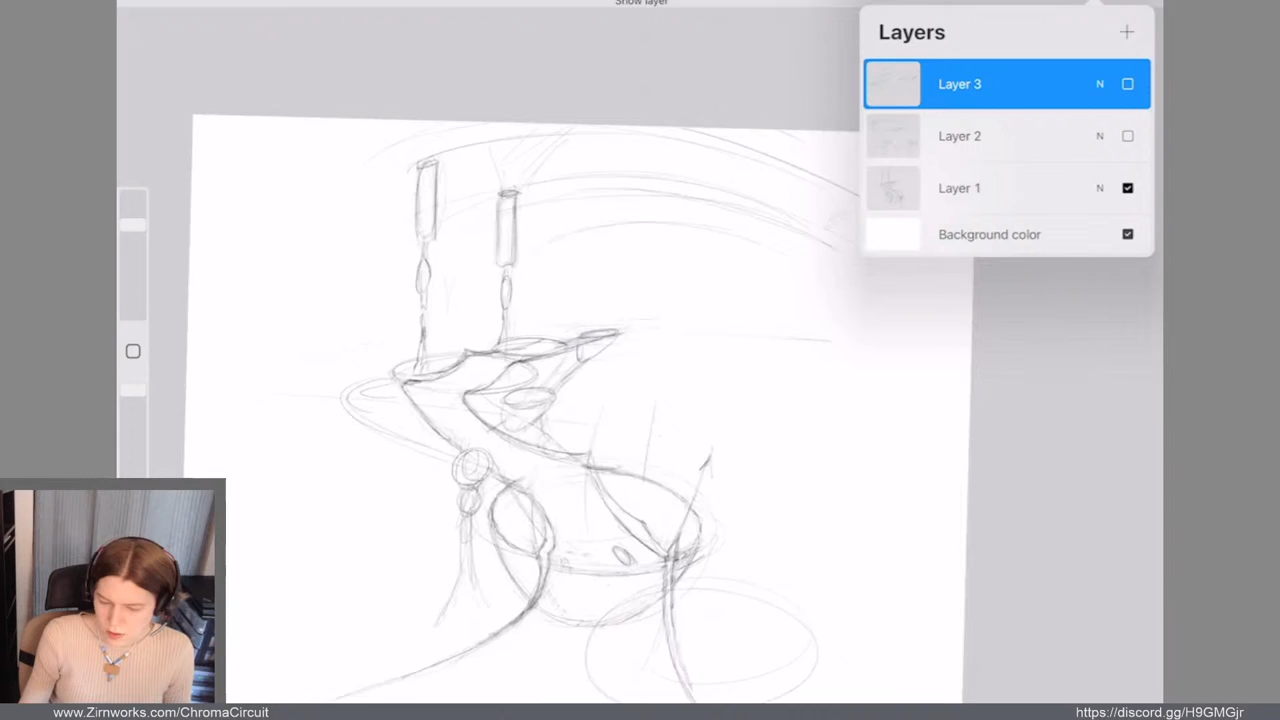 Show layer
Layers
Layer 3 N
Layer 2 N
Layer 1 N
Background color
www.Zirnworks.com/ChromaCircuit
https://discord.gg/H9GMGjr